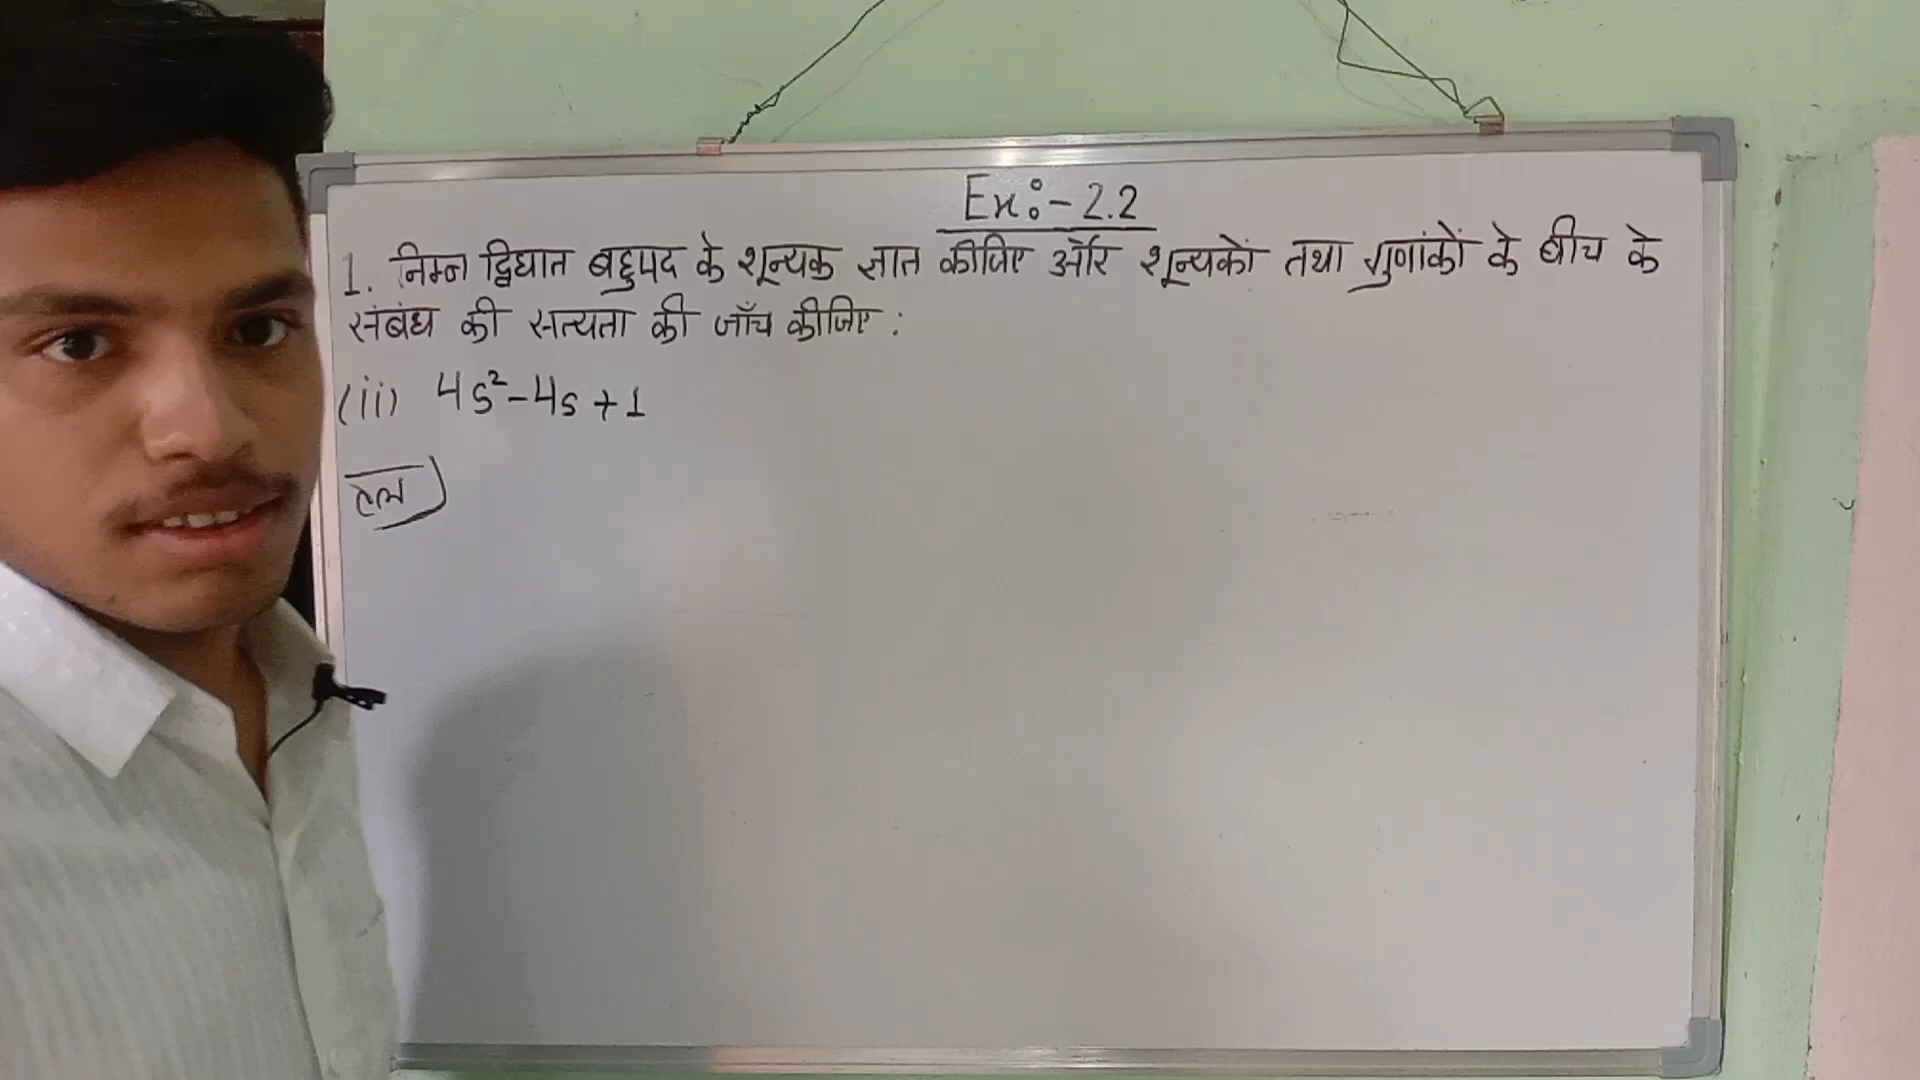 Ex:- 2.2
1. निम्न द्विघात बहुपद के शून्यक ज्ञात कीजिए और शून्यकों तथा गुणांकों के बीच के
संबंध की सत्यता की जाँच कीजिए :
(ii) 4s²-4s+1
हल